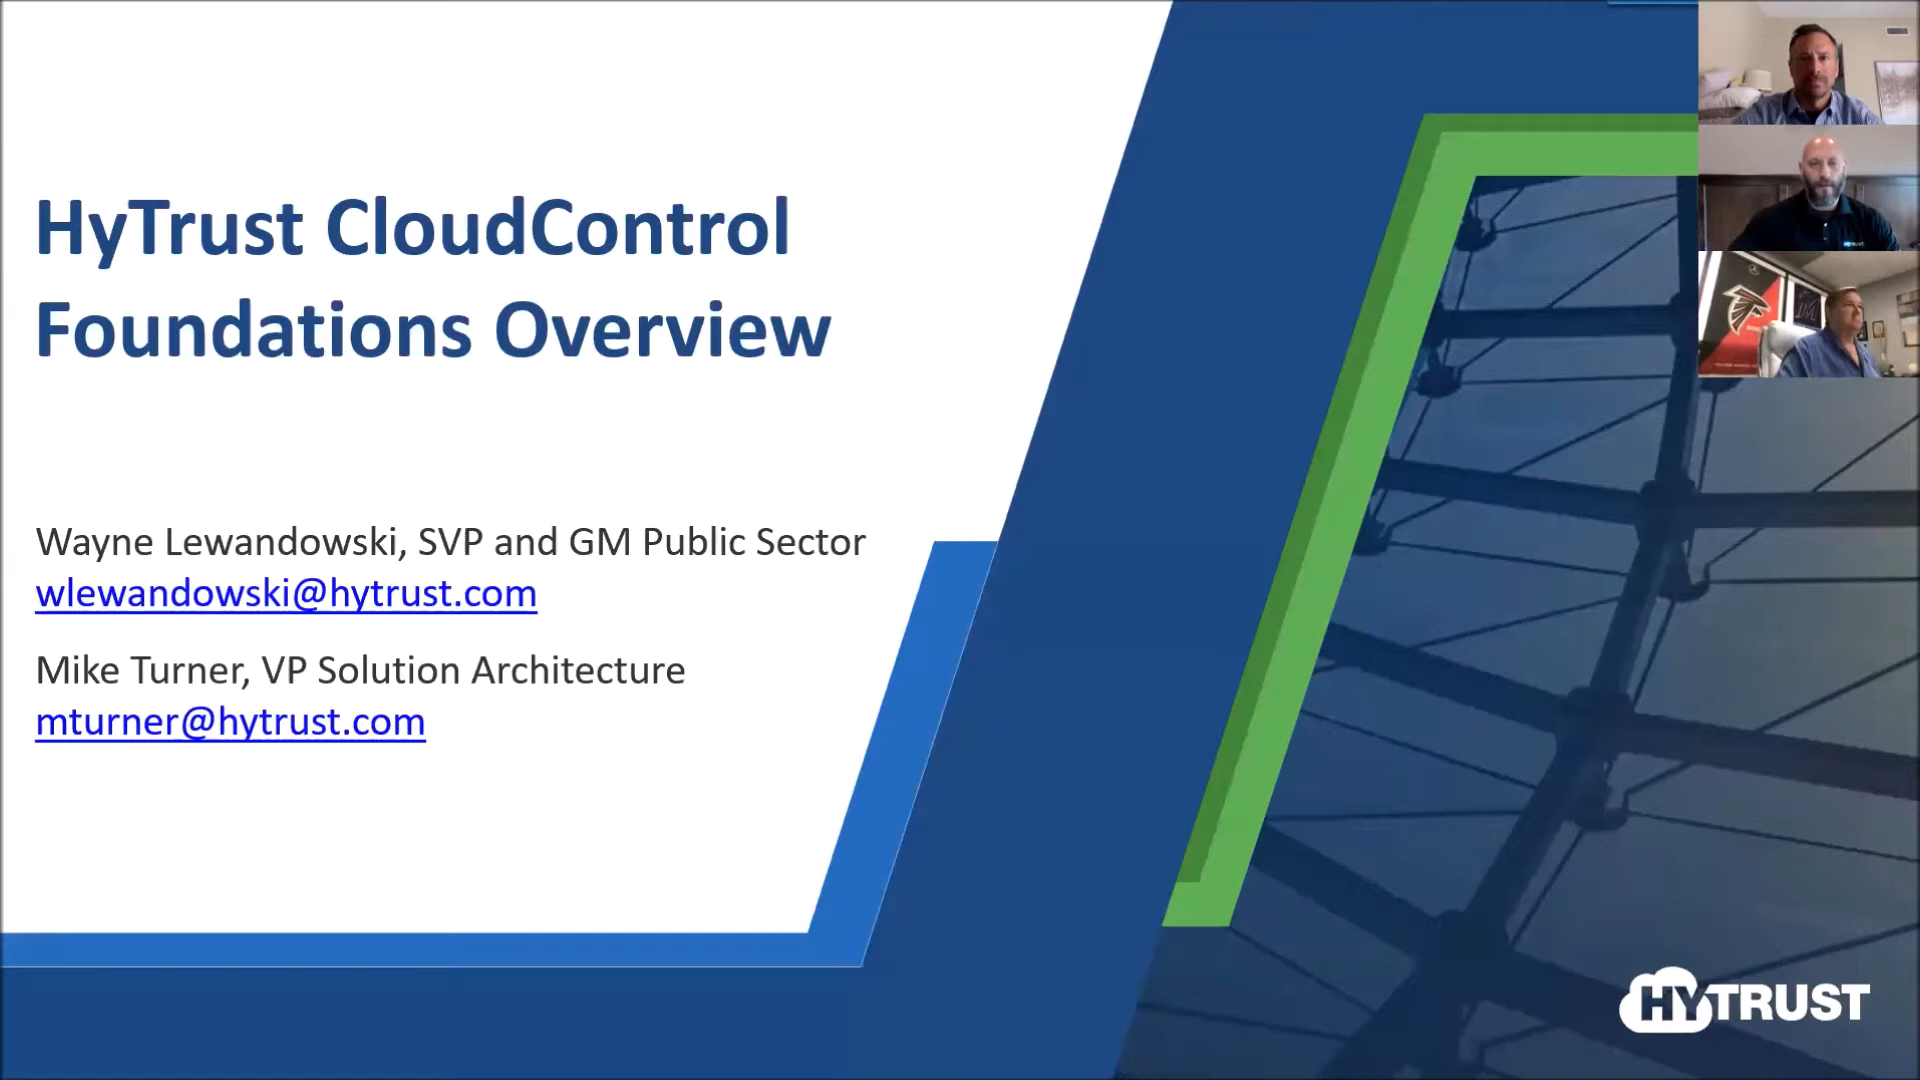 HyTrust CloudControl
Foundations Overview
Wayne Lewandowski, SVP and GM Public Sector
wlewandowski@hytrust.com
Mike Turner, VP Solution Architecture
mturner@hytrust.com
HYTRUST